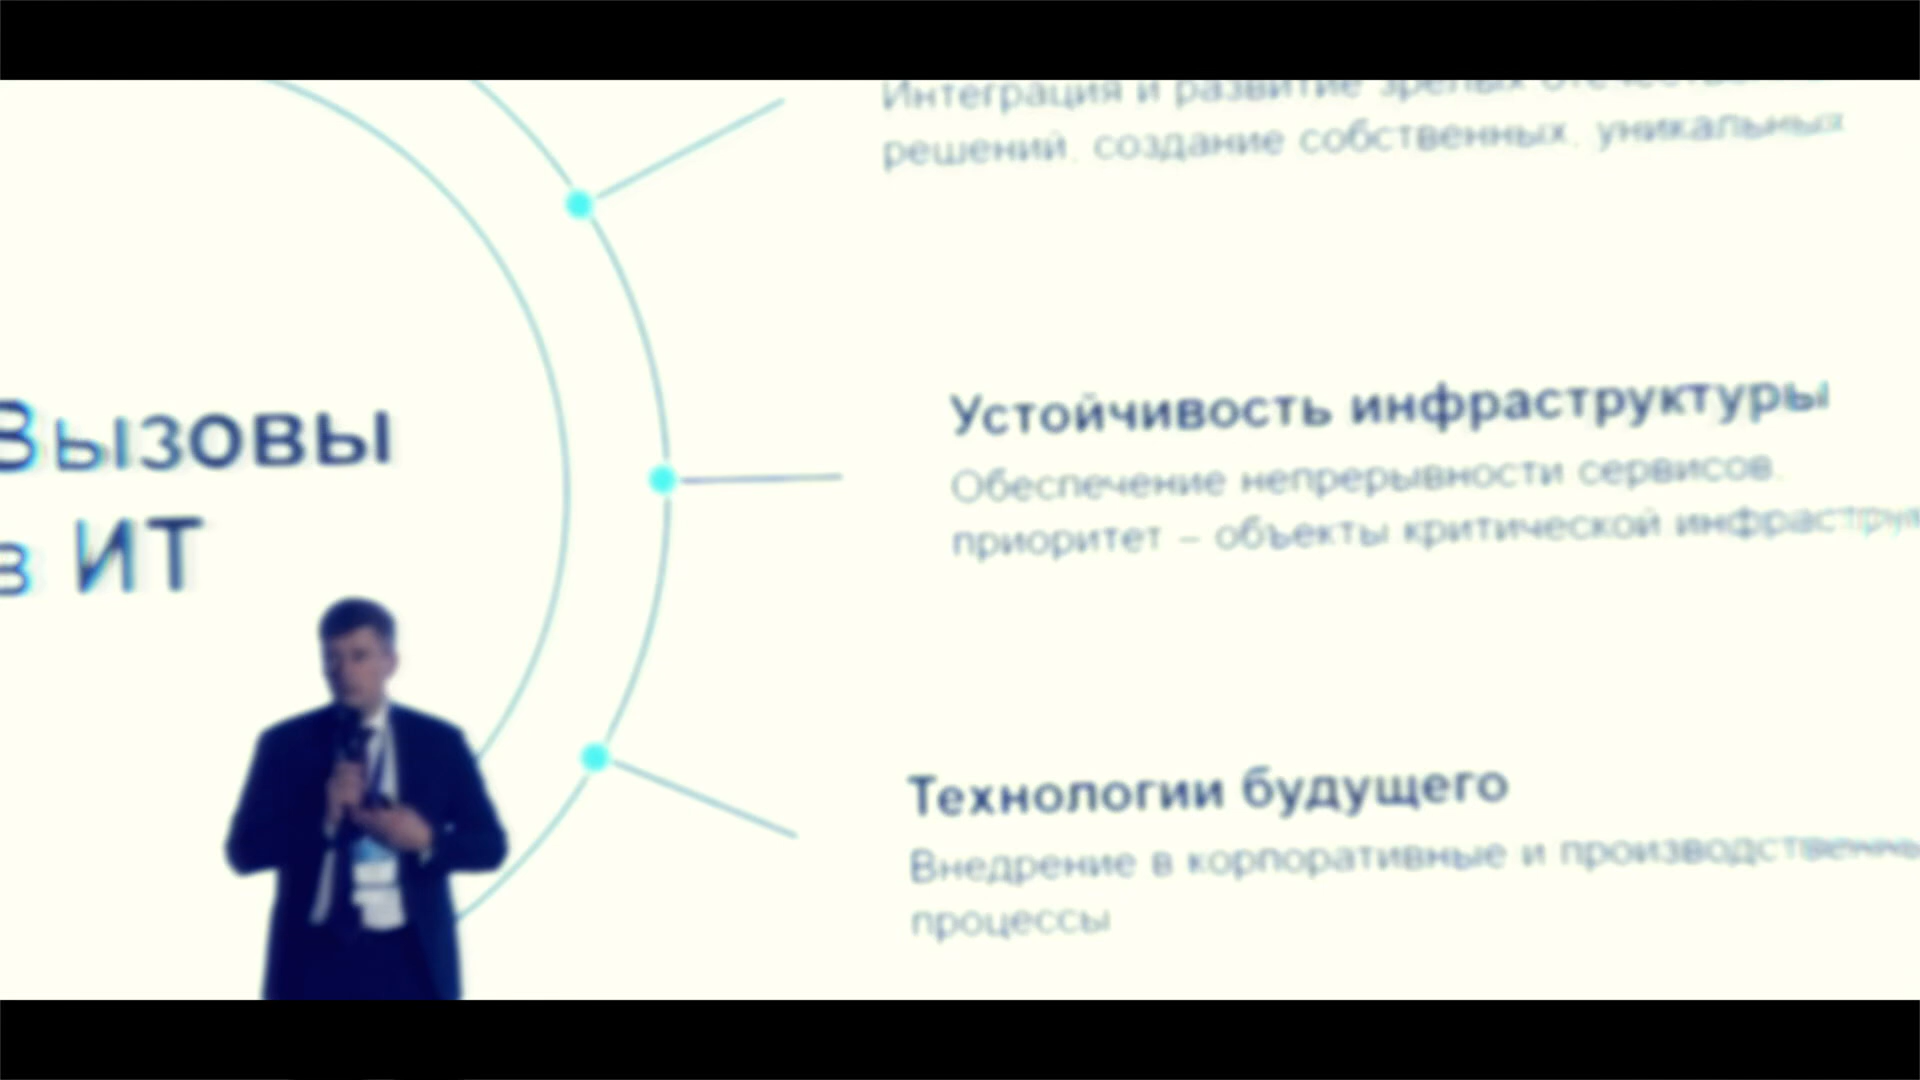 Вызовы
в ИТ
Интеграция и развитие зрелых
решений, создание собственных, уникальных
Устойчивость инфраструктуры
Обеспечение непрерывности сервисов,
приоритет – объекты критической
Технологии будущего
Внедрение в корпоративные и
процессы